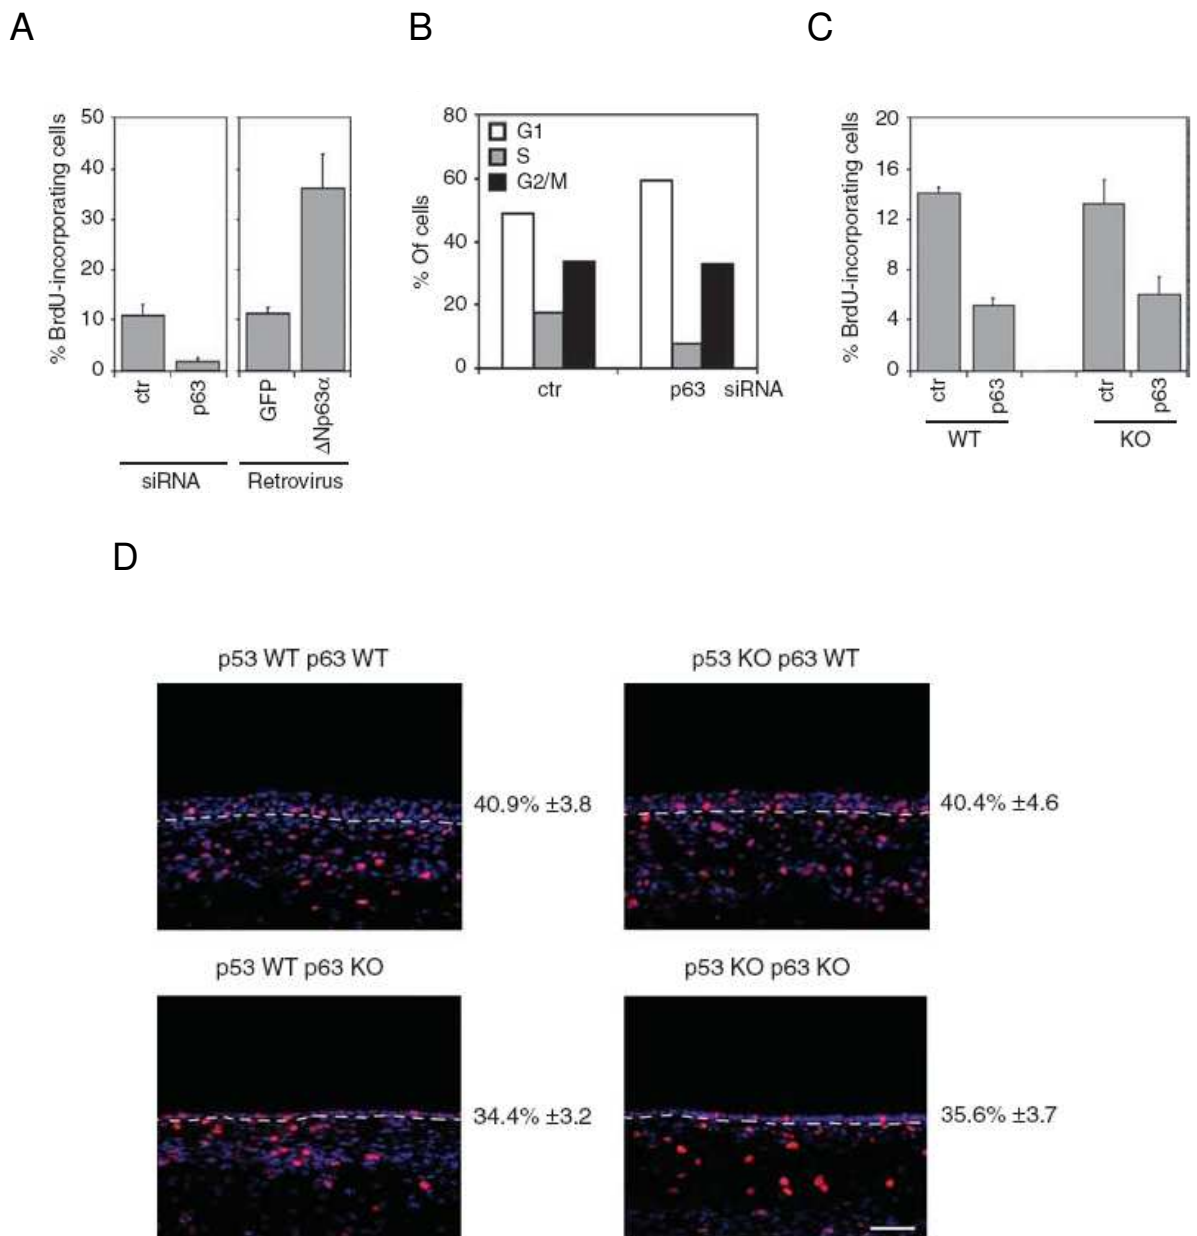 A
% BrdU-incorporating cells
50
40
30
20
10
0
ctr
p63
GFP
ΔNp63α
siRNA
Retrovirus
B
% Of cells
80
60
40
20
0
G1
S
G2/M
ctr
p63 siRNA
C
% BrdU-incorporating cells
20
16
12
8
4
0
ctr
p63
ctr
p63
WT
KO
D
p53 WT p63 WT
40.9% ±3.8
p53 KO p63 WT
40.4% ±4.6
p53 WT p63 KO
34.4% ±3.2
p53 KO p63 KO
35.6% ±3.7